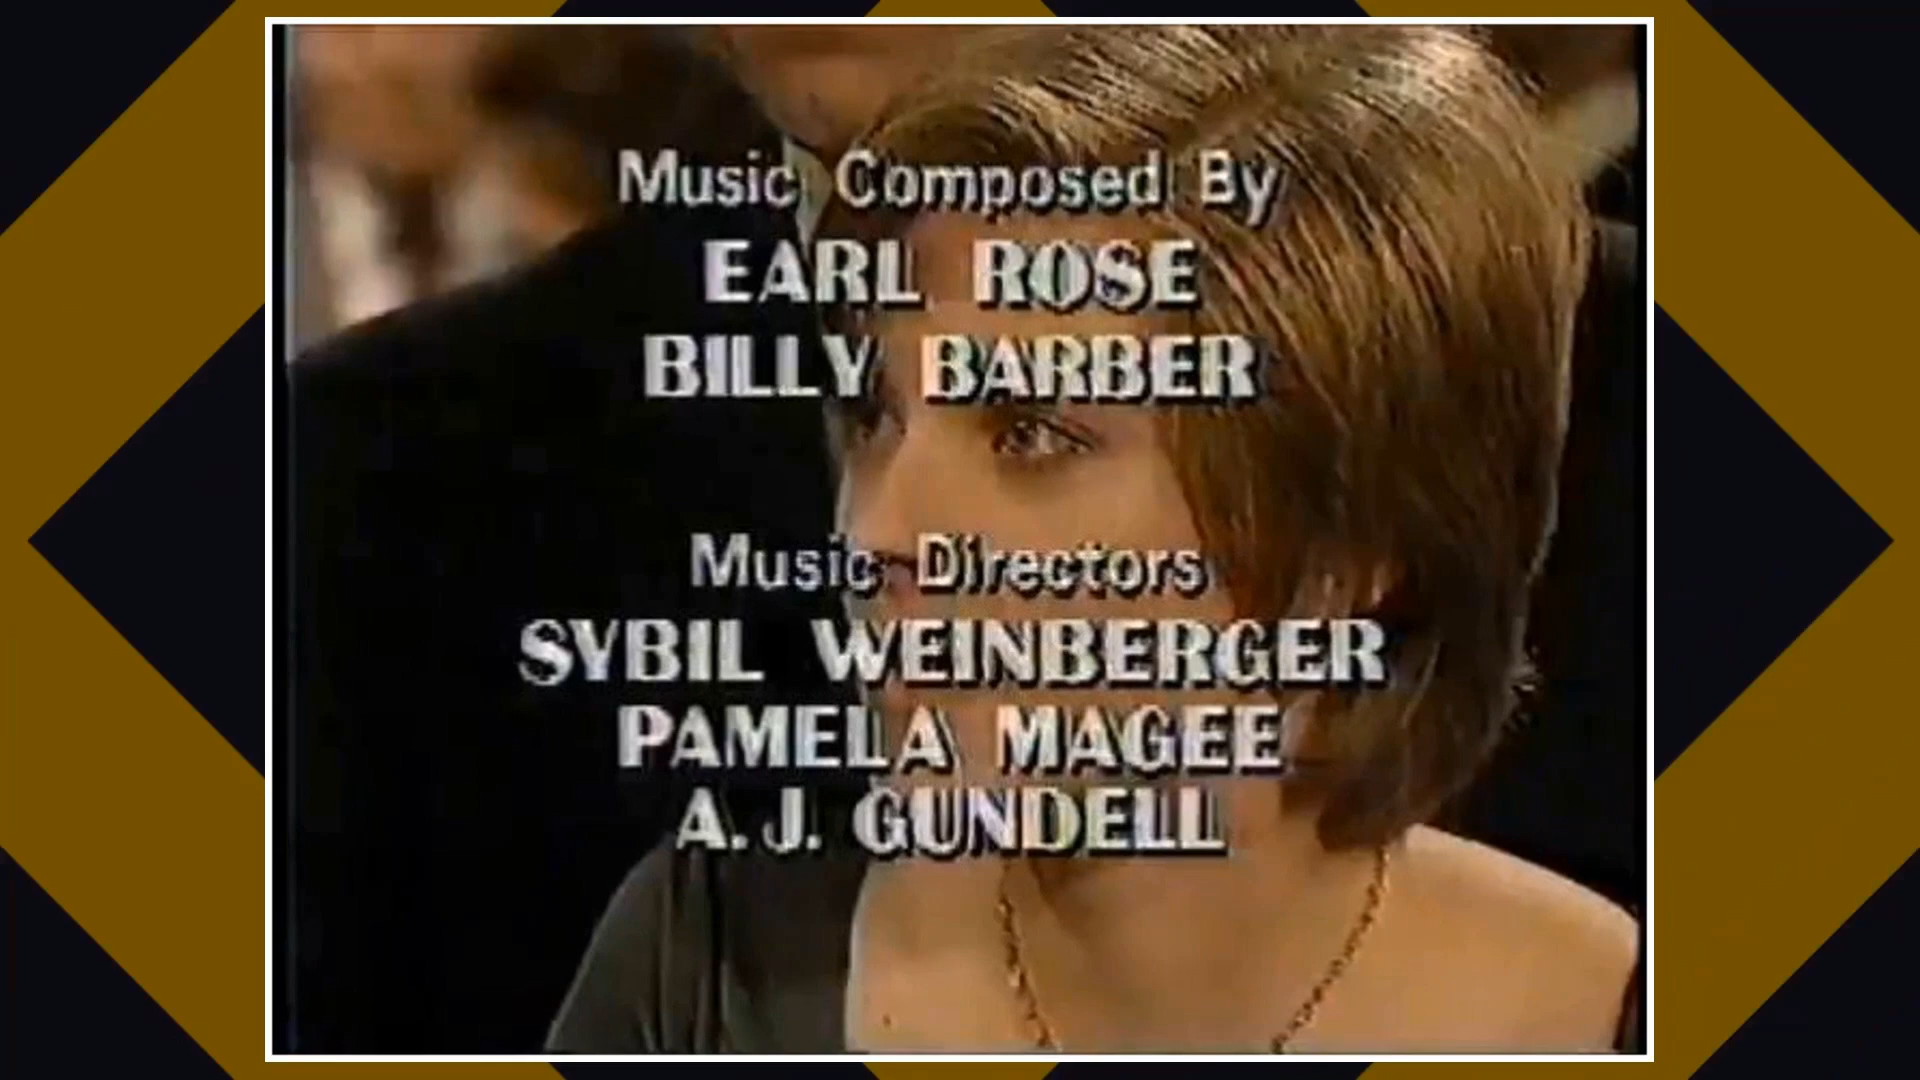 Music Composed By
EARL ROSE
BILLY BARBER
Music Directors
SYBIL WEINBERGER
PAMELA MAGEE
A.J. GUNDELL